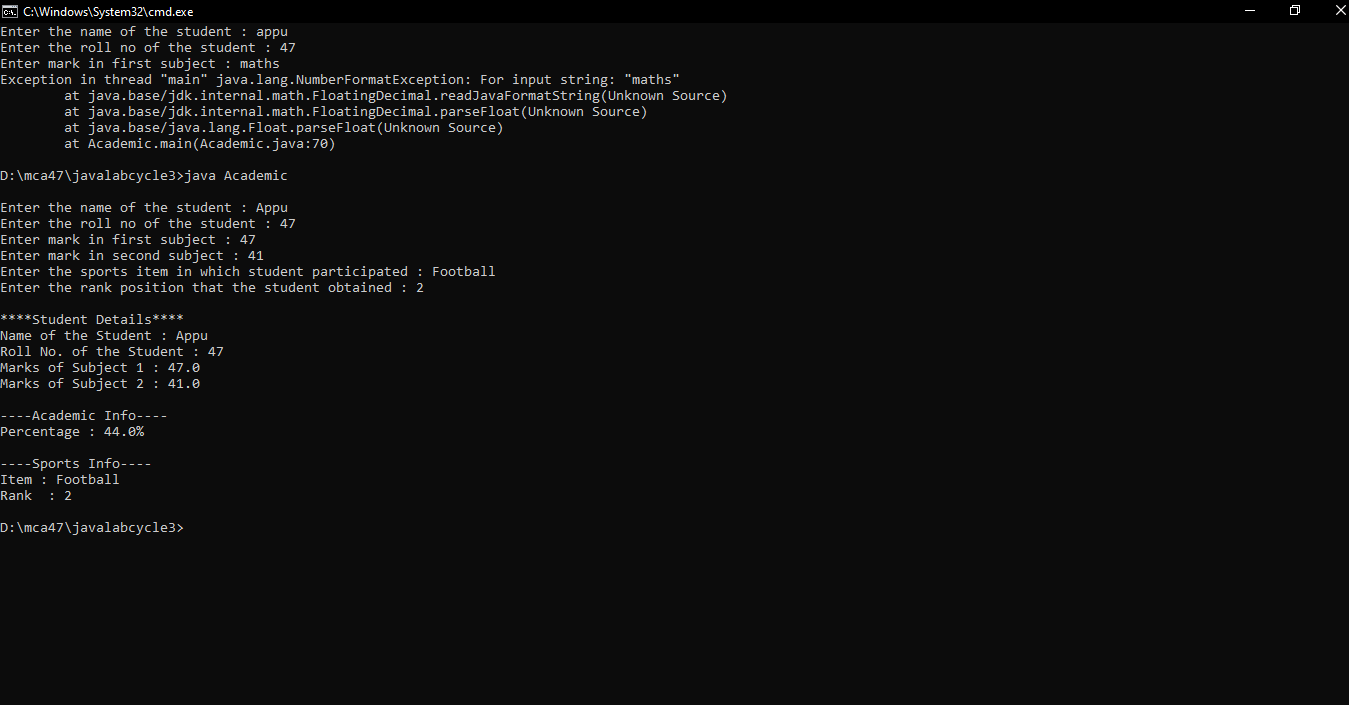 C:\Windows\System32\cmd.exe
Enter the name of the student : appu
Enter the roll no of the student : 47
Enter mark in first subject : maths
Exception in thread "main" java.lang.NumberFormatException: For input string: "maths"
        at java.base/jdk.internal.math.FloatingDecimal.readJavaFormatString(Unknown Source)
        at java.base/jdk.internal.math.FloatingDecimal.parseFloat(Unknown Source)
        at java.base/java.lang.Float.parseFloat(Unknown Source)
        at Academic.main(Academic.java:70)

D:\mca47\javalabcycle3>java Academic

Enter the name of the student : Appu
Enter the roll no of the student : 47
Enter mark in first subject : 47
Enter mark in second subject : 41
Enter the sports item in which student participated : Football
Enter the rank position that the student obtained : 2

****Student Details****
Name of the Student : Appu
Roll No. of the Student : 47
Marks of Subject 1 : 47.0
Marks of Subject 2 : 41.0

----Academic Info----
Percentage : 44.0%

----Sports Info----
Item : Football
Rank  : 2

D:\mca47\javalabcycle3>